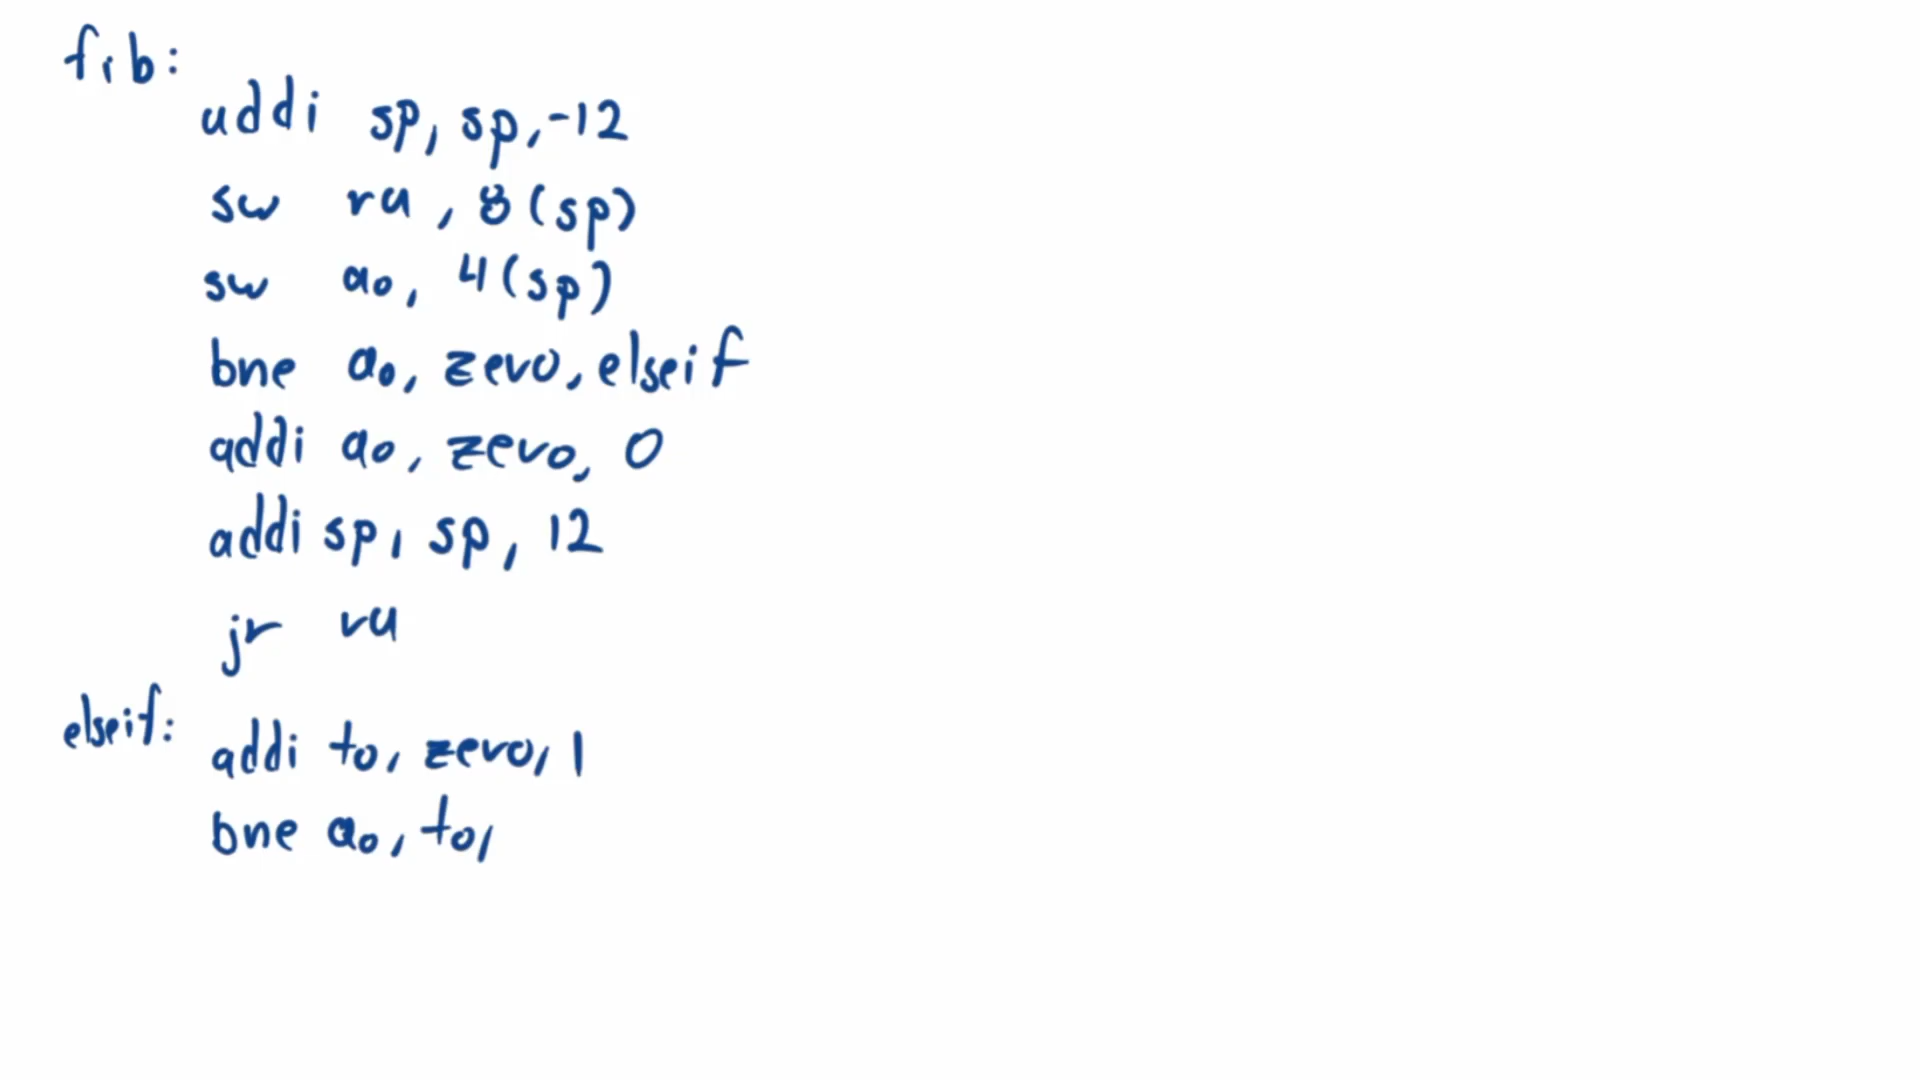 fib:
addi sp, sp, -12
sw ra, 8(sp)
sw a0, 4(sp)
bne a0, zero, elseif
addi a0, zero, 0
addi sp, sp, 12
jr ra
elseif:
addi t0, zero, 1
bne a0, t0,